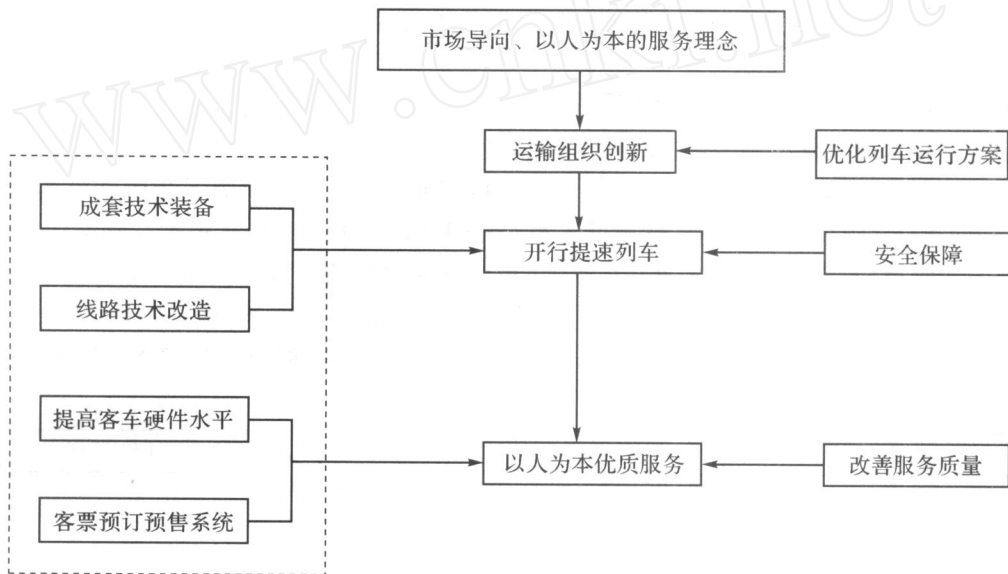 市场导向、以人为本的服务理念
运输组织创新
优化列车运行方案
成套技术装备
开行提速列车
安全保障
线路技术改造
提高客车硬件水平
以人为本优质服务
改善服务质量
客票预订预售系统
www.cnki.net